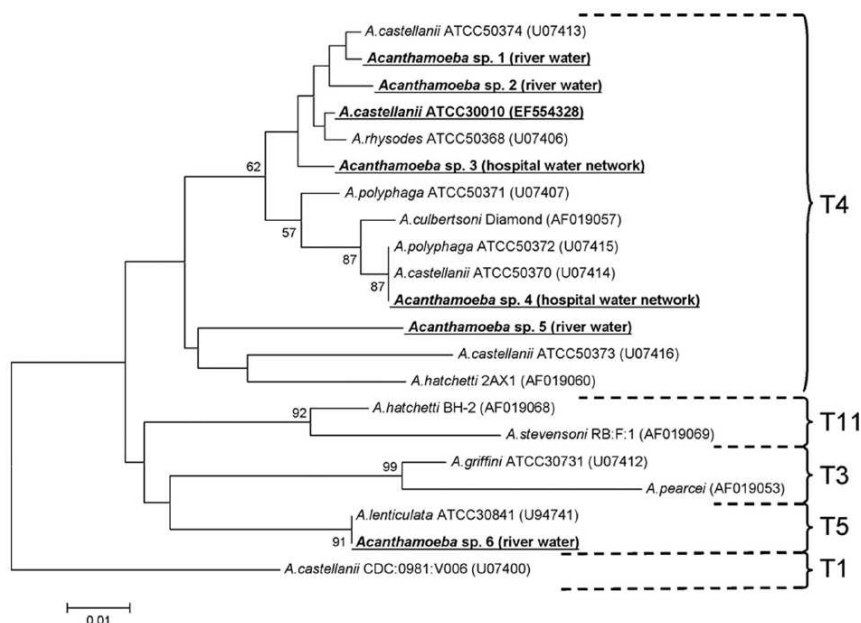 A.castellanii ATCC50374 (U07413)
Acanthamoeba sp. 1 (river water)
Acanthamoeba sp. 2 (river water)
A.castellanii ATCC30010 (EF554328)
A.rhysodes ATCC50368 (U07406)
62
Acanthamoeba sp. 3 (hospital water network)
A.polyphaga ATCC50371 (U07407)
T4
A.culbertsoni Diamond (AF019057)
57
A.polyphaga ATCC50372 (U07415)
87
A.castellanii ATCC50370 (U07414)
87
Acanthamoeba sp. 4 (hospital water network)
Acanthamoeba sp. 5 (river water)
A.castellanii ATCC50373 (U07416)
A.hatchetti 2AX1 (AF019060)
A.hatchetti BH-2 (AF019068)
92
T11
A.stevensoni RB:F:1 (AF019069)
A.griffini ATCC30731 (U07412)
99
T3
A.pearcei (AF019053)
A.lenticulata ATCC30841 (U94741)
T5
91
Acanthamoeba sp. 6 (river water)
A.castellanii CDC:0981:V006 (U07400)
T1
0.01